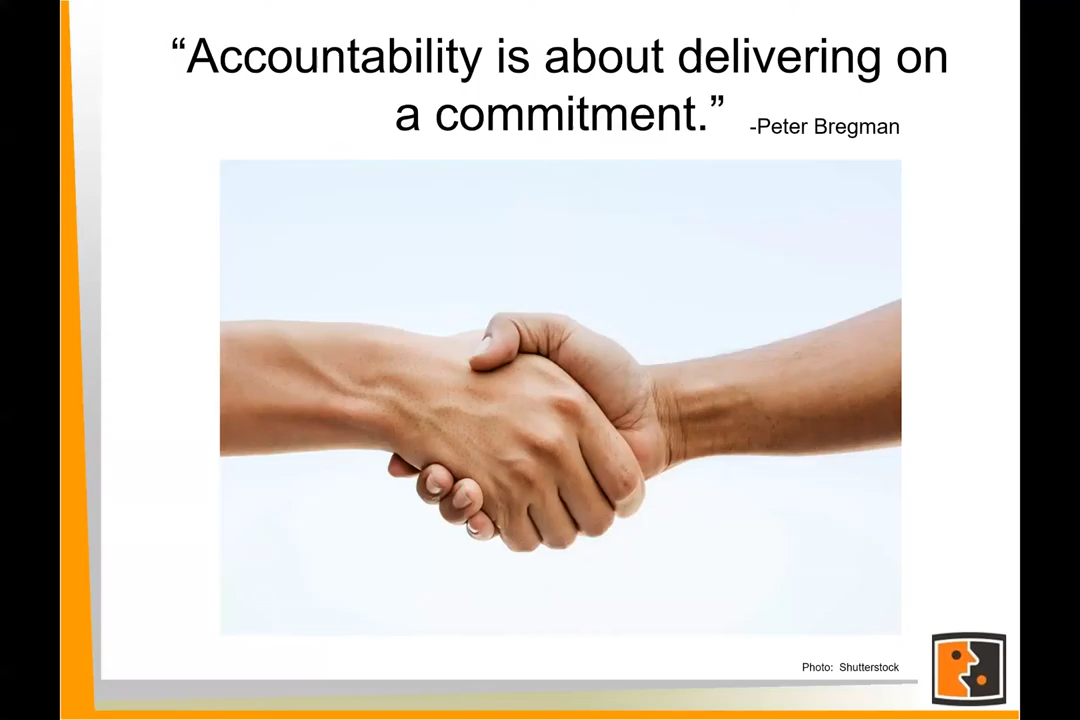 “Accountability is about delivering on
a commitment.” -Peter Bregman
Photo: Shutterstock